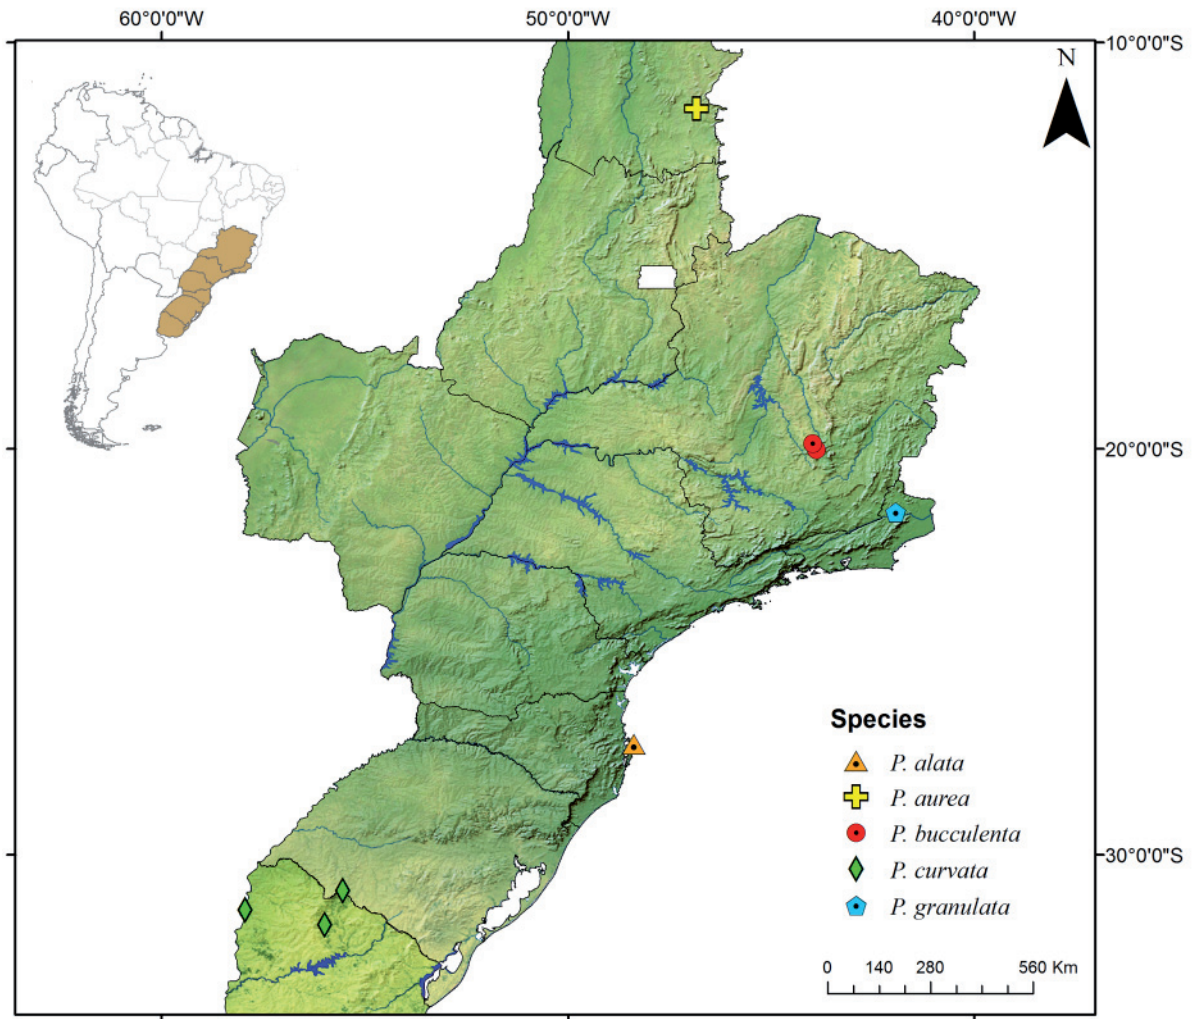 60°0'0"W 50°0'0"W 40°0'0"W
10°0'0"S
N
20°0'0"S
Species
P. alata
P. aurea
P. bucculenta
30°0'0"S
P. curvata
P. granulata
0 140 280 560 Km